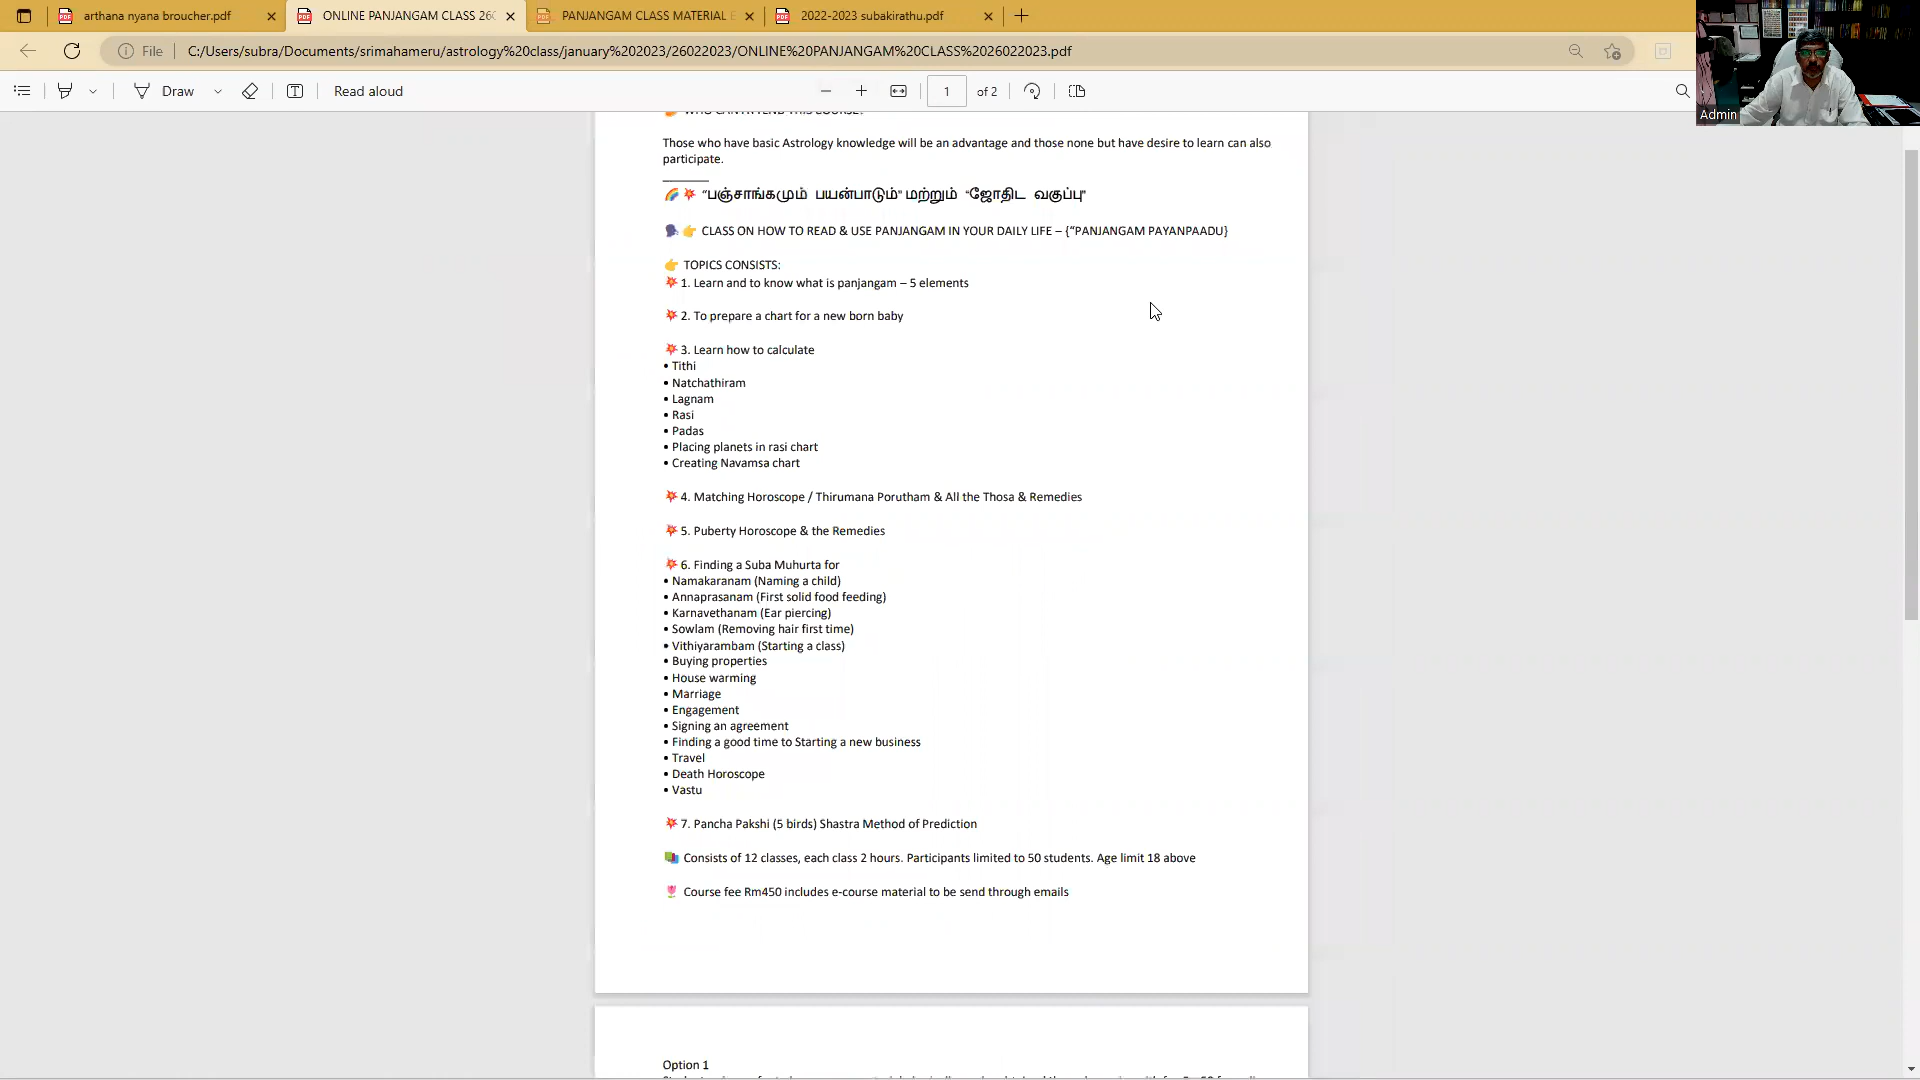 arthana nyana broucher.pdf
ONLINE PANJANGAM CLASS 260
PANJANGAM CLASS MATERIAL E
2022-2023 subakirathu.pdf
File
C:/Users/subra/Documents/srimahameru/astrology%20class/january%202023/26022023/ONLINE%20PANJANGAM%20CLASS%2026022023.pdf
Draw
Read aloud
1
of 2
Admin
Those who have basic Astrology knowledge will be an advantage and those none but have desire to learn can also
participate.
🌈 💥 “பஞ்சாங்கமும் பயன்பாடும்” மற்றும் “ஜோதிட வகுப்பு”
🗣 👉 CLASS ON HOW TO READ & USE PANJANGAM IN YOUR DAILY LIFE – {“PANJANGAM PAYANPAADU}
👉 TOPICS CONSISTS:
💥 1. Learn and to know what is panjangam – 5 elements
💥 2. To prepare a chart for a new born baby
💥 3. Learn how to calculate
• Tithi
• Natchathiram
• Lagnam
• Rasi
• Padas
• Placing planets in rasi chart
• Creating Navamsa chart
💥 4. Matching Horoscope / Thirumana Porutham & All the Thosa & Remedies
💥 5. Puberty Horoscope & the Remedies
💥 6. Finding a Suba Muhurta for
• Namakaranam (Naming a child)
• Annaprasanam (First solid food feeding)
• Karnavethanam (Ear piercing)
• Sowlam (Removing hair first time)
• Vithiyarambam (Starting a class)
• Buying properties
• House warming
• Marriage
• Engagement
• Signing an agreement
• Finding a good time to Starting a new business
• Travel
• Death Horoscope
• Vastu
💥 7. Pancha Pakshi (5 birds) Shastra Method of Prediction
📚 Consists of 12 classes, each class 2 hours. Participants limited to 50 students. Age limit 18 above
🌷 Course fee Rm450 includes e-course material to be send through emails
Option 1